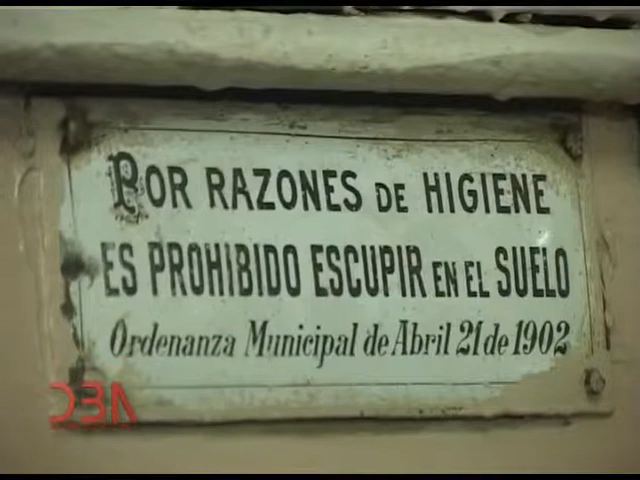 POR RAZONES DE HIGIENE
ES PROHIBIDO ESCUPIR EN EL SUELO
Ordenanza Municipal de Abril 21 de 1902